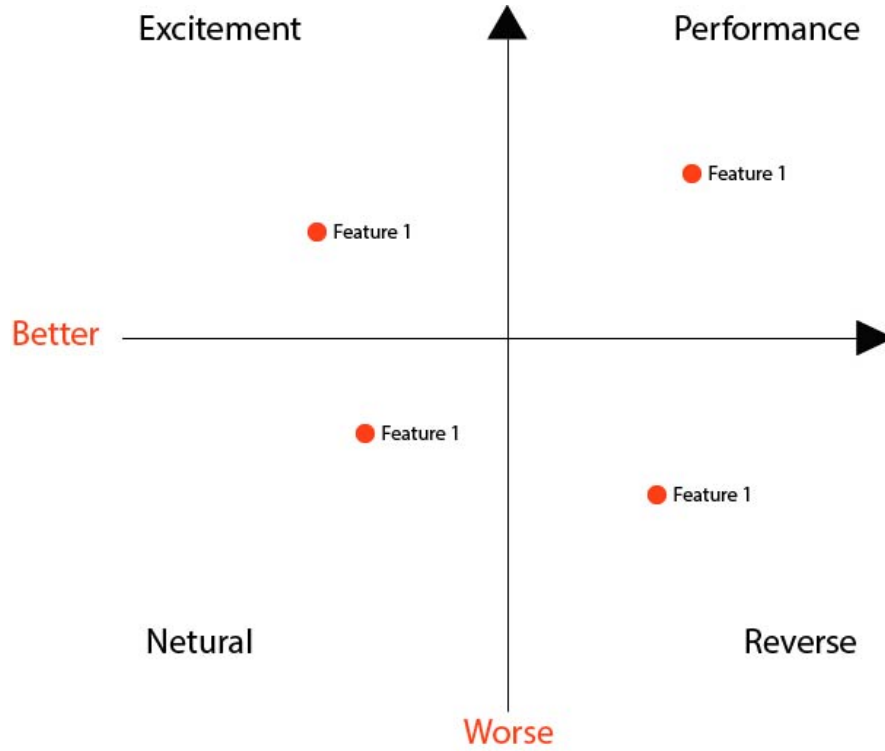 Excitement
Performance
Feature 1
Feature 1
Better
Feature 1
Feature 1
Netural
Reverse
Worse